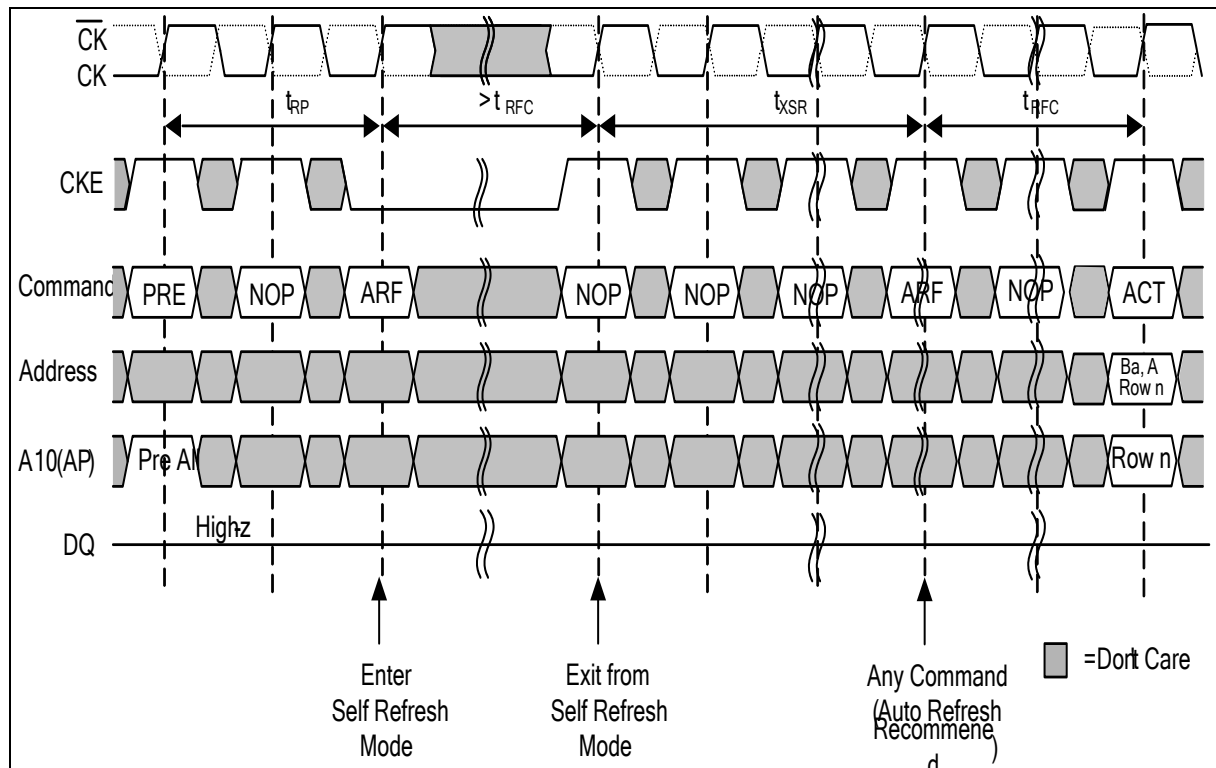 CK
CK
tRP
> tRFC
tXSR
tRFC
CKE
Command
PRE
NOP
ARF
NOP
NOP
NOP
ARF
NOP
ACT
Address
Ba, A
Row n
A10(AP)
Pre Al
Row n
High-z
DQ
=Don't Care
Enter
Self Refresh
Mode
Exit from
Self Refresh
Mode
Any Command
(Auto Refresh
Recommene)
d